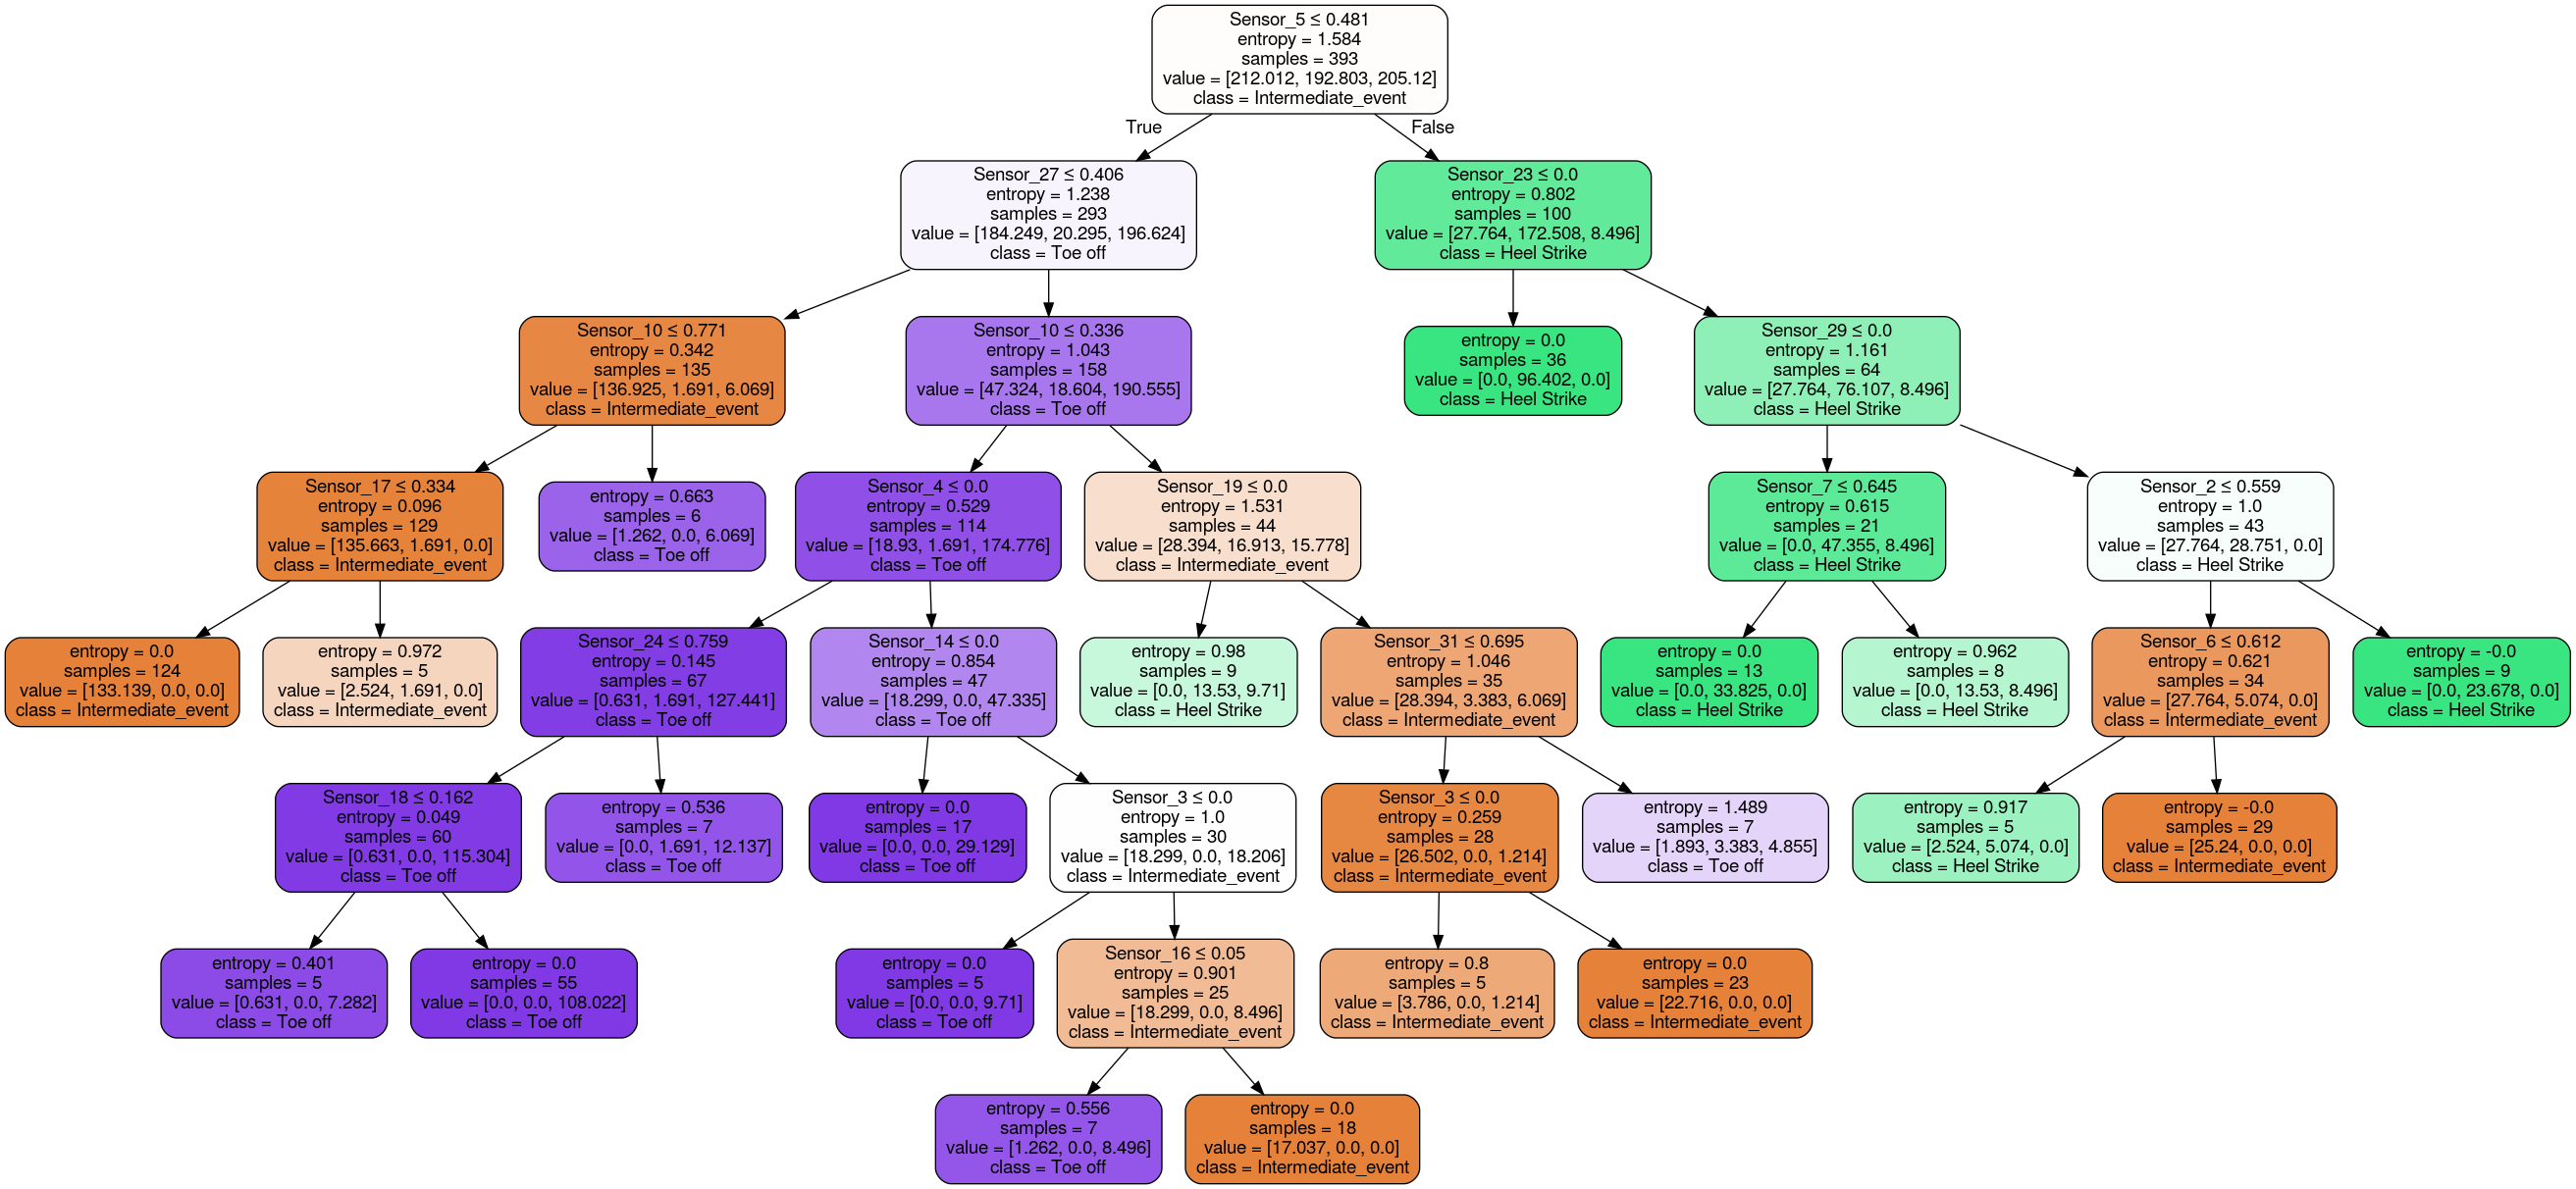 Sensor_5 ≤ 0.481
entropy = 1.584
samples = 393
value = [212.012, 192.803, 205.12]
class = Intermediate_event
True
False
Sensor_27 ≤ 0.406
entropy = 1.238
samples = 293
value = [184.249, 20.295, 196.624]
class = Toe off
Sensor_23 ≤ 0.0
entropy = 0.802
samples = 100
value = [27.764, 172.508, 8.496]
class = Heel Strike
Sensor_10 ≤ 0.771
entropy = 0.342
samples = 135
value = [136.925, 1.691, 6.069]
class = Intermediate_event
Sensor_10 ≤ 0.336
entropy = 1.043
samples = 158
value = [47.324, 18.604, 190.555]
class = Toe off
entropy = 0.0
samples = 36
value = [0.0, 96.402, 0.0]
class = Heel Strike
Sensor_29 ≤ 0.0
entropy = 1.161
samples = 64
value = [27.764, 76.107, 8.496]
class = Heel Strike
Sensor_17 ≤ 0.334
entropy = 0.096
samples = 129
value = [135.663, 1.691, 0.0]
class = Intermediate_event
entropy = 0.663
samples = 6
value = [1.262, 0.0, 6.069]
class = Toe off
Sensor_4 ≤ 0.0
entropy = 0.529
samples = 114
value = [18.93, 1.691, 174.776]
class = Toe off
Sensor_19 ≤ 0.0
entropy = 1.531
samples = 44
value = [28.394, 16.913, 15.778]
class = Intermediate_event
Sensor_7 ≤ 0.645
entropy = 0.615
samples = 21
value = [0.0, 47.355, 8.496]
class = Heel Strike
Sensor_2 ≤ 0.559
entropy = 1.0
samples = 43
value = [27.764, 28.751, 0.0]
class = Heel Strike
entropy = 0.0
samples = 124
value = [133.139, 0.0, 0.0]
class = Intermediate_event
entropy = 0.972
samples = 5
value = [2.524, 1.691, 0.0]
class = Intermediate_event
Sensor_24 ≤ 0.759
entropy = 0.145
samples = 67
value = [0.631, 1.691, 127.441]
class = Toe off
Sensor_14 ≤ 0.0
entropy = 0.854
samples = 47
value = [18.299, 0.0, 47.335]
class = Toe off
entropy = 0.98
samples = 9
value = [0.0, 13.53, 9.71]
class = Heel Strike
Sensor_31 ≤ 0.695
entropy = 1.046
samples = 35
value = [28.394, 3.383, 6.069]
class = Intermediate_event
entropy = 0.0
samples = 13
value = [0.0, 33.825, 0.0]
class = Heel Strike
entropy = 0.962
samples = 8
value = [0.0, 13.53, 8.496]
class = Heel Strike
Sensor_6 ≤ 0.612
entropy = 0.621
samples = 34
value = [27.764, 5.074, 0.0]
class = Intermediate_event
entropy = -0.0
samples = 9
value = [0.0, 23.678, 0.0]
class = Heel Strike
Sensor_18 ≤ 0.162
entropy = 0.049
samples = 60
value = [0.631, 0.0, 115.304]
class = Toe off
entropy = 0.536
samples = 7
value = [0.0, 1.691, 12.137]
class = Toe off
entropy = 0.0
samples = 17
value = [0.0, 0.0, 29.129]
class = Toe off
Sensor_3 ≤ 0.0
entropy = 1.0
samples = 30
value = [18.299, 0.0, 18.206]
class = Intermediate_event
Sensor_3 ≤ 0.0
entropy = 0.259
samples = 28
value = [26.502, 0.0, 1.214]
class = Intermediate_event
entropy = 1.489
samples = 7
value = [1.893, 3.383, 4.855]
class = Toe off
entropy = 0.917
samples = 5
value = [2.524, 5.074, 0.0]
class = Heel Strike
entropy = -0.0
samples = 29
value = [25.24, 0.0, 0.0]
class = Intermediate_event
entropy = 0.401
samples = 5
value = [0.631, 0.0, 7.282]
class = Toe off
entropy = 0.0
samples = 55
value = [0.0, 0.0, 108.022]
class = Toe off
entropy = 0.0
samples = 5
value = [0.0, 0.0, 9.71]
class = Toe off
Sensor_16 ≤ 0.05
entropy = 0.901
samples = 25
value = [18.299, 0.0, 8.496]
class = Intermediate_event
entropy = 0.8
samples = 5
value = [3.786, 0.0, 1.214]
class = Intermediate_event
entropy = 0.0
samples = 23
value = [22.716, 0.0, 0.0]
class = Intermediate_event
entropy = 0.556
samples = 7
value = [1.262, 0.0, 8.496]
class = Toe off
entropy = 0.0
samples = 18
value = [17.037, 0.0, 0.0]
class = Intermediate_event